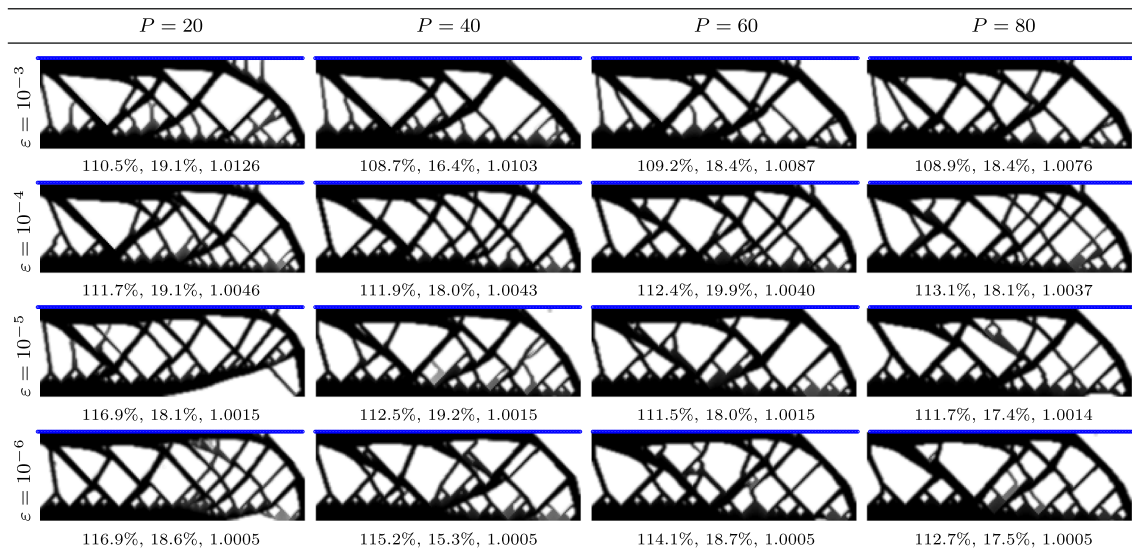 P = 20 P = 40 P = 60 P = 80
ε = 10⁻³
110.5%, 19.1%, 1.0126 108.7%, 16.4%, 1.0103 109.2%, 18.4%, 1.0087 108.9%, 18.4%, 1.0076
ε = 10⁻⁴
111.7%, 19.1%, 1.0046 111.9%, 18.0%, 1.0043 112.4%, 19.9%, 1.0040 113.1%, 18.1%, 1.0037
ε = 10⁻⁵
116.9%, 18.1%, 1.0015 112.5%, 19.2%, 1.0015 111.5%, 18.0%, 1.0015 111.7%, 17.4%, 1.0014
ε = 10⁻⁶
116.9%, 18.6%, 1.0005 115.2%, 15.3%, 1.0005 114.1%, 18.7%, 1.0005 112.7%, 17.5%, 1.0005